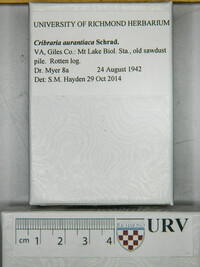 UNIVERSITY OF RICHMOND HERBARIUM
Cribraria aurantiaca Schrad.
VA, Giles Co.: Mt Lake Biol. Sta., old sawdust
pile. Rotten log.
Dr. Myer 8a 24 August 1942
Det: S.M. Hayden 29 Oct 2014
cm 1 2 3 4
URV